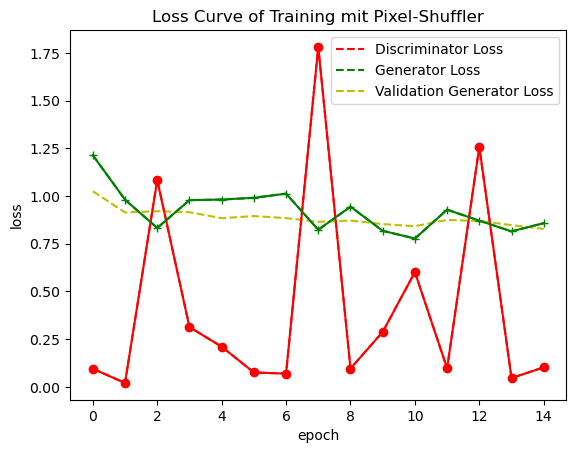 Loss Curve of Training mit Pixel-Shuffler
Discriminator Loss
Generator Loss
Validation Generator Loss
1.75
1.50
1.25
1.00
0.75
0.50
0.25
0.00
loss
0 2 4 6 8 10 12 14
epoch